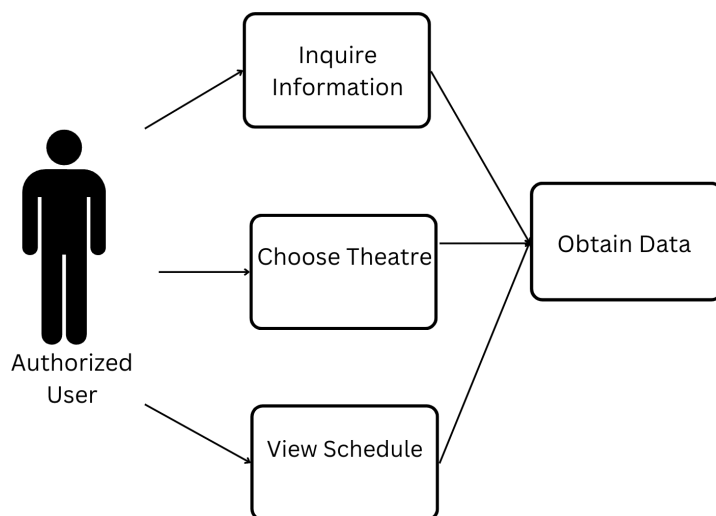 Inquire
Information
Choose Theatre
Obtain Data
Authorized
User
View Schedule